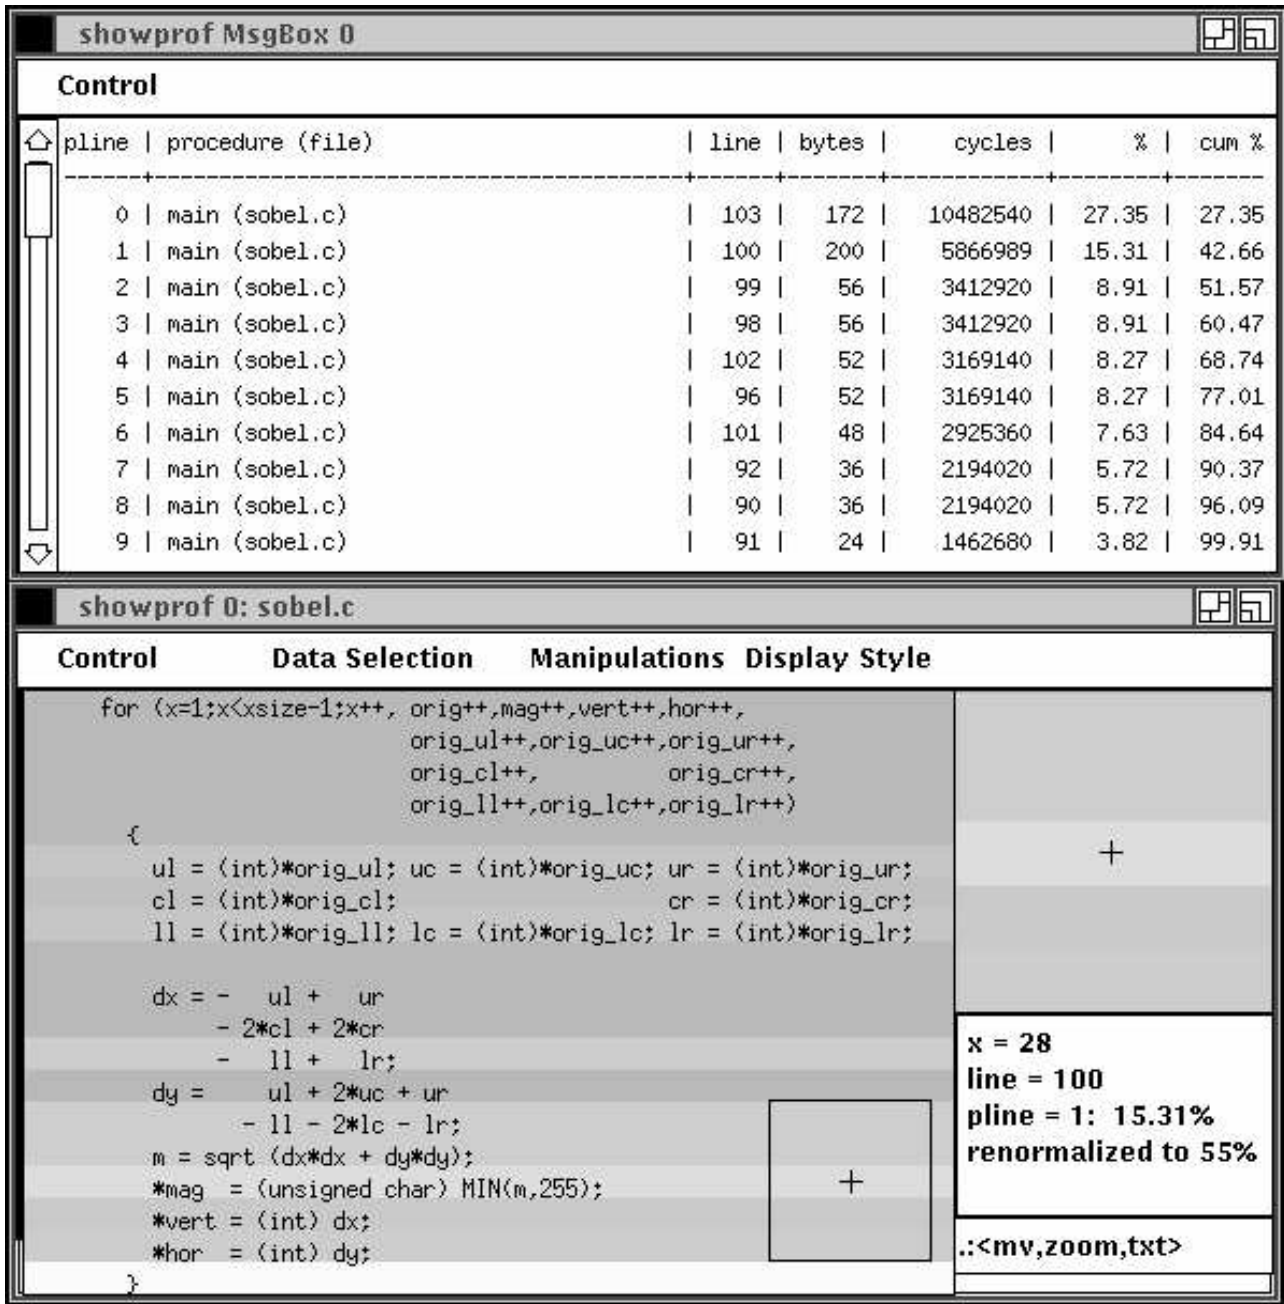 showprof MsgBox 0
Control
pline | procedure (file) | line | bytes | cycles | % | cum %
0 | main (sobel.c) | 103 | 172 | 10482540 | 27.35 | 27.35
1 | main (sobel.c) | 100 | 200 | 5866989 | 15.31 | 42.66
2 | main (sobel.c) | 99 | 56 | 3412920 | 8.91 | 51.57
3 | main (sobel.c) | 98 | 56 | 3412920 | 8.91 | 60.47
4 | main (sobel.c) | 102 | 52 | 3169140 | 8.27 | 68.74
5 | main (sobel.c) | 96 | 52 | 3169140 | 8.27 | 77.01
6 | main (sobel.c) | 101 | 48 | 2925360 | 7.63 | 84.64
7 | main (sobel.c) | 92 | 36 | 2194020 | 5.72 | 90.37
8 | main (sobel.c) | 90 | 36 | 2194020 | 5.72 | 96.09
9 | main (sobel.c) | 91 | 24 | 1462680 | 3.82 | 99.91
showprof 0: sobel.c
Control Data Selection Manipulations Display Style
for (x=1;x<xsize-1;x++, orig++,mag++,vert++,hor++,
orig_ul++,orig_uc++,orig_ur++,
orig_cl++, orig_cr++,
orig_ll++,orig_lc++,orig_lr++)
{
ul = (int)*orig_ul; uc = (int)*orig_uc; ur = (int)*orig_ur;
cl = (int)*orig_cl; cr = (int)*orig_cr;
ll = (int)*orig_ll; lc = (int)*orig_lc; lr = (int)*orig_lr;
dx = - ul + ur
- 2*cl + 2*cr
- ll + lr;
dy = ul + 2*uc + ur
- ll - 2*lc - lr;
m = sqrt (dx*dx + dy*dy);
*mag = (unsigned char) MIN(m,255);
*vert = (int) dx;
*hor = (int) dy;
}
x = 28
line = 100
pline = 1: 15.31%
renormalized to 55%
.:<mv,zoom,txt>